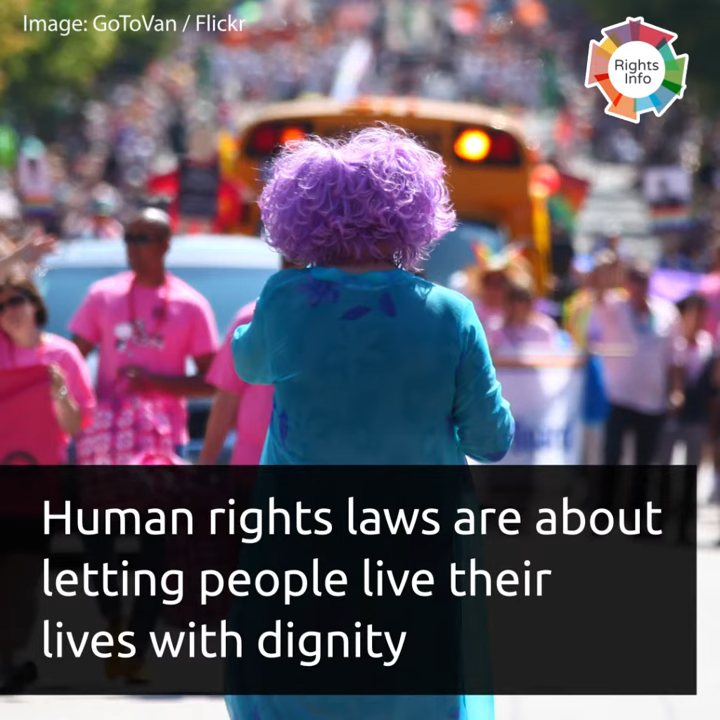 Image: GoToVan / Flickr
Rights
Info
Human rights laws are about
letting people live their
lives with dignity